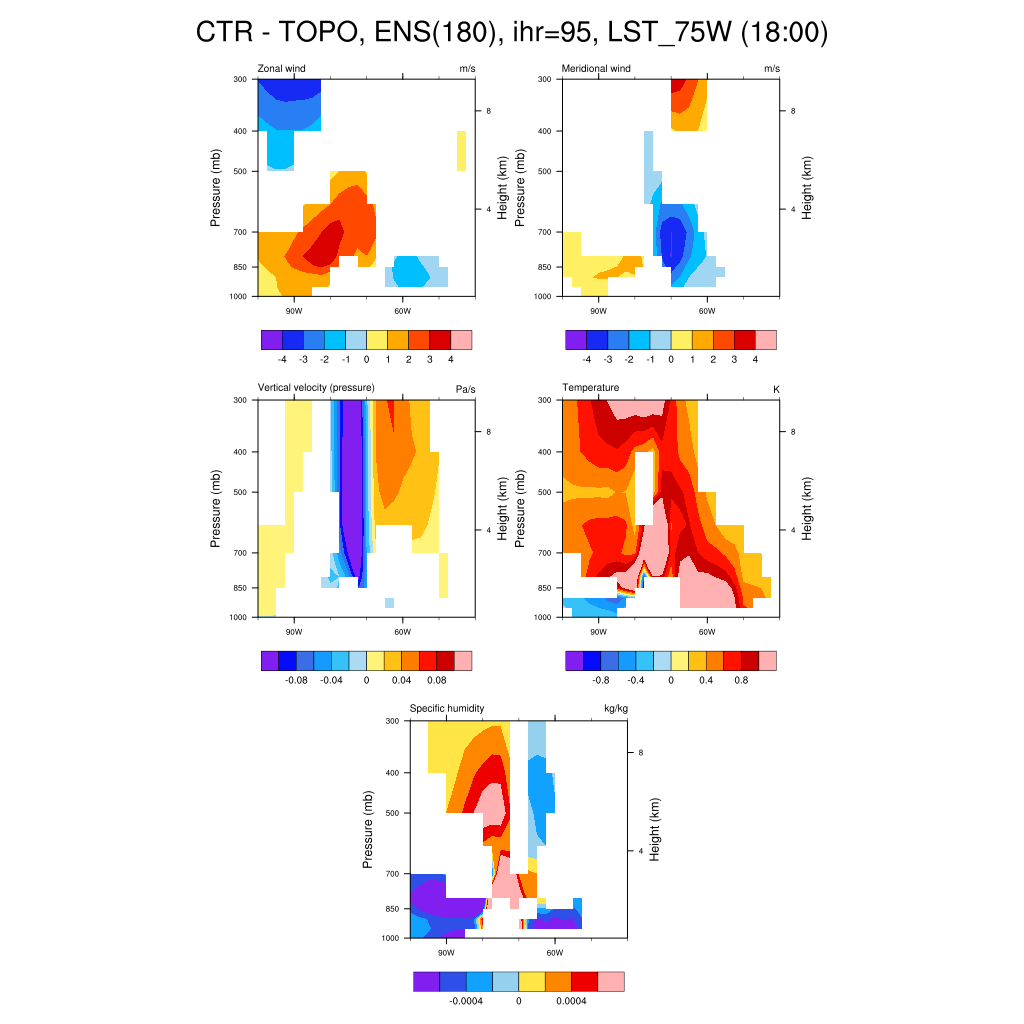 CTR - TOPO, ENS(180), ihr=95, LST_75W (18:00)
Zonal wind m/s
Pressure (mb)
300
400
500
700
850
1000
8
4
Height (km)
90W 60W
-4 -3 -2 -1 0 1 2 3 4
Meridional wind m/s
Pressure (mb)
300
400
500
700
850
1000
8
4
Height (km)
90W 60W
-4 -3 -2 -1 0 1 2 3 4
Vertical velocity (pressure) Pa/s
Pressure (mb)
300
400
500
700
850
1000
8
4
Height (km)
90W 60W
-0.08 -0.04 0 0.04 0.08
Temperature K
Pressure (mb)
300
400
500
700
850
1000
8
4
Height (km)
90W 60W
-0.8 -0.4 0 0.4 0.8
Specific humidity kg/kg
Pressure (mb)
300
400
500
700
850
1000
8
4
Height (km)
90W 60W
-0.0004 0 0.0004